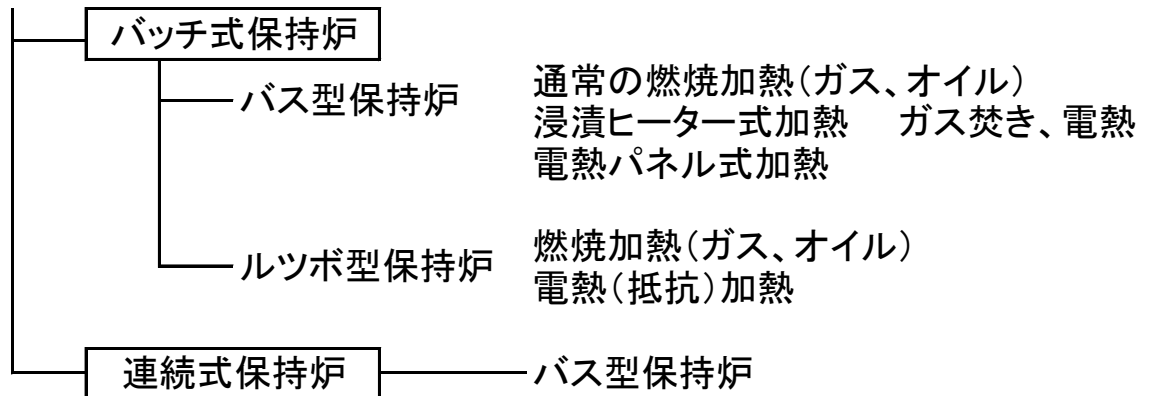 バッチ式保持炉
バス型保持炉
通常の燃焼加熱（ガス、オイル）
浸漬ヒーター式加熱　ガス焚き、電熱
電熱パネル式加熱
ルツボ型保持炉
燃焼加熱（ガス、オイル）
電熱（抵抗）加熱
連続式保持炉
バス型保持炉